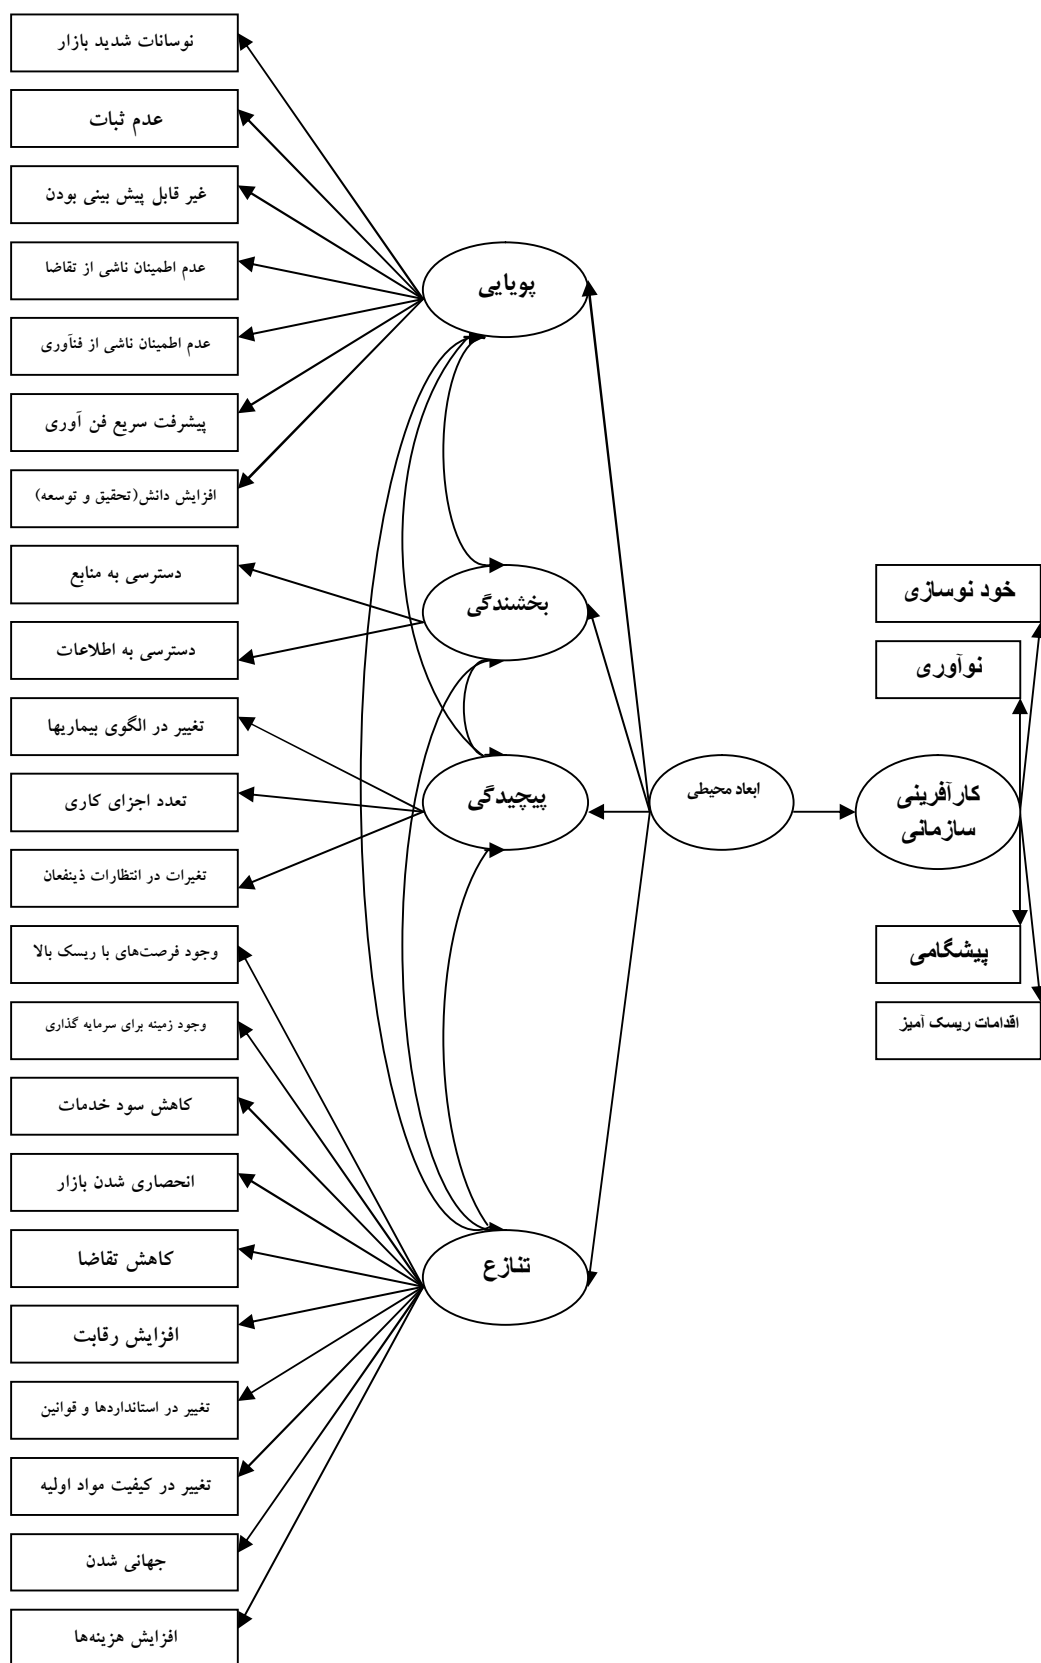 نوسانات شدید بازار
عدم ثبات
غیر قابل پیش بینی بودن
عدم اطمینان ناشی از تقاضا
عدم اطمینان ناشی از فنآوری
پیشرفت سریع فن آوری
افزایش دانش(تحقیق و توسعه)
دسترسی به منابع
دسترسی به اطلاعات
تغییر در الگوی بیماریها
تعدد اجزای کاری
تغیرات در انتظارات ذینفعان
وجود فرصت‌های با ریسک بالا
وجود زمینه برای سرمایه گذاری
کاهش سود خدمات
انحصاری شدن بازار
کاهش تقاضا
افزایش رقابت
تغییر در استانداردها و قوانین
تغییر در کیفیت مواد اولیه
جهانی شدن
افزایش هزینه‌ها
پویایی
بخشندگی
پیچیدگی
تنازع
ابعاد محیطی
کارآفرینی
سازمانی
خود نوسازی
نوآوری
پیشگامی
اقدامات ریسک آمیز